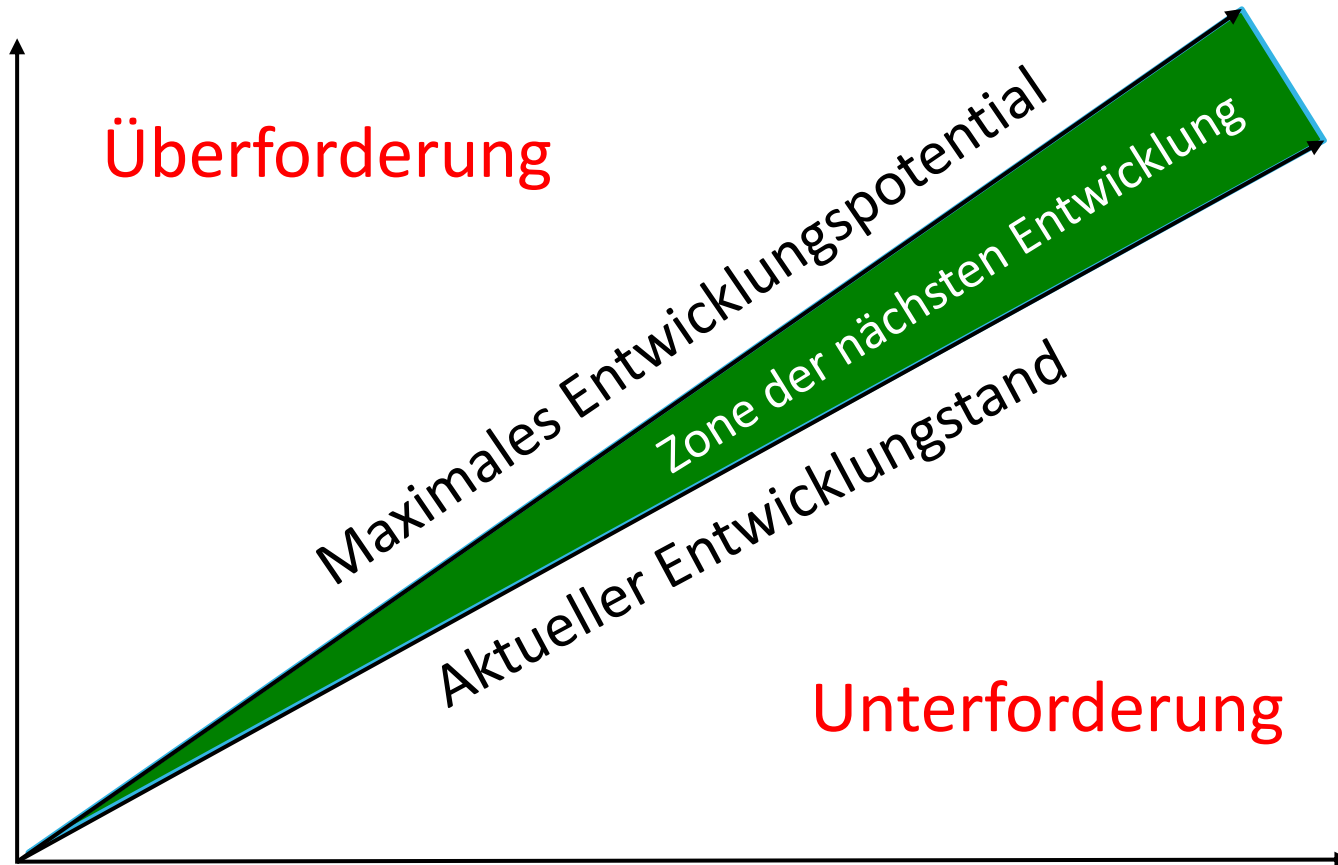 Überforderung
Maximales Entwicklungspotential
Zone der nächsten Entwicklung
Aktueller Entwicklungstand
Unterforderung